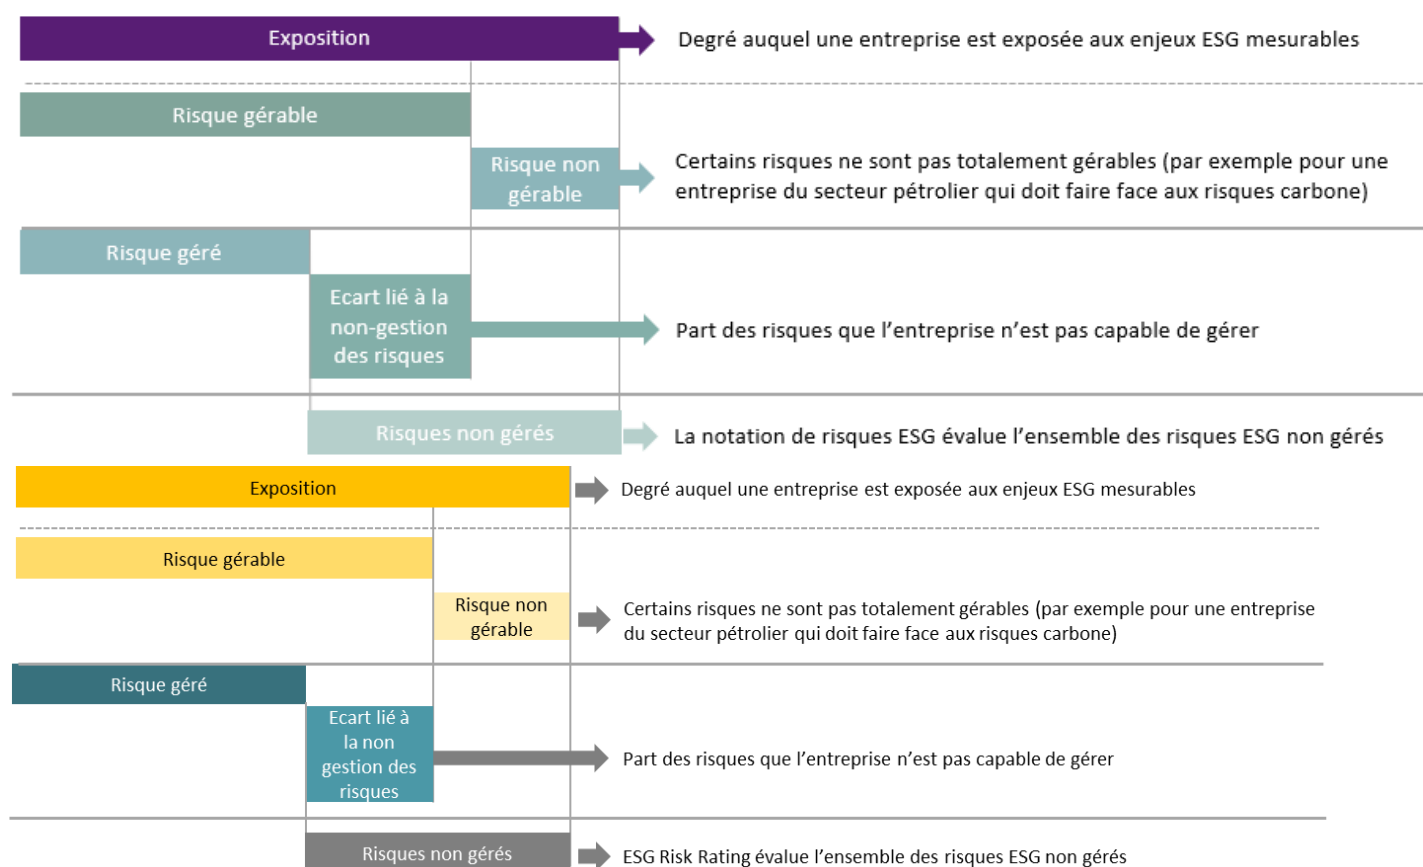 Exposition
Degré auquel une entreprise est exposée aux enjeux ESG mesurables
Risque gérable
Risque non
gérable
Certains risques ne sont pas totalement gérables (par exemple pour une
entreprise du secteur pétrolier qui doit faire face aux risques carbone)
Risque géré
Ecart lié à la
non-gestion
des risques
Part des risques que l’entreprise n’est pas capable de gérer
Risques non gérés
La notation de risques ESG évalue l’ensemble des risques ESG non gérés
Exposition
Degré auquel une entreprise est exposée aux enjeux ESG mesurables
Risque gérable
Risque non
gérable
Certains risques ne sont pas totalement gérables (par exemple pour une entreprise
du secteur pétrolier qui doit faire face aux risques carbone)
Risque géré
Ecart lié à
la non
gestion des
risques
Part des risques que l’entreprise n’est pas capable de gérer
Risques non gérés
ESG Risk Rating évalue l’ensemble des risques ESG non gérés